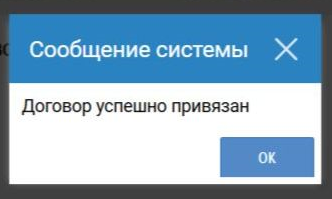 Сообщение системы
Договор успешно привязан
ОК